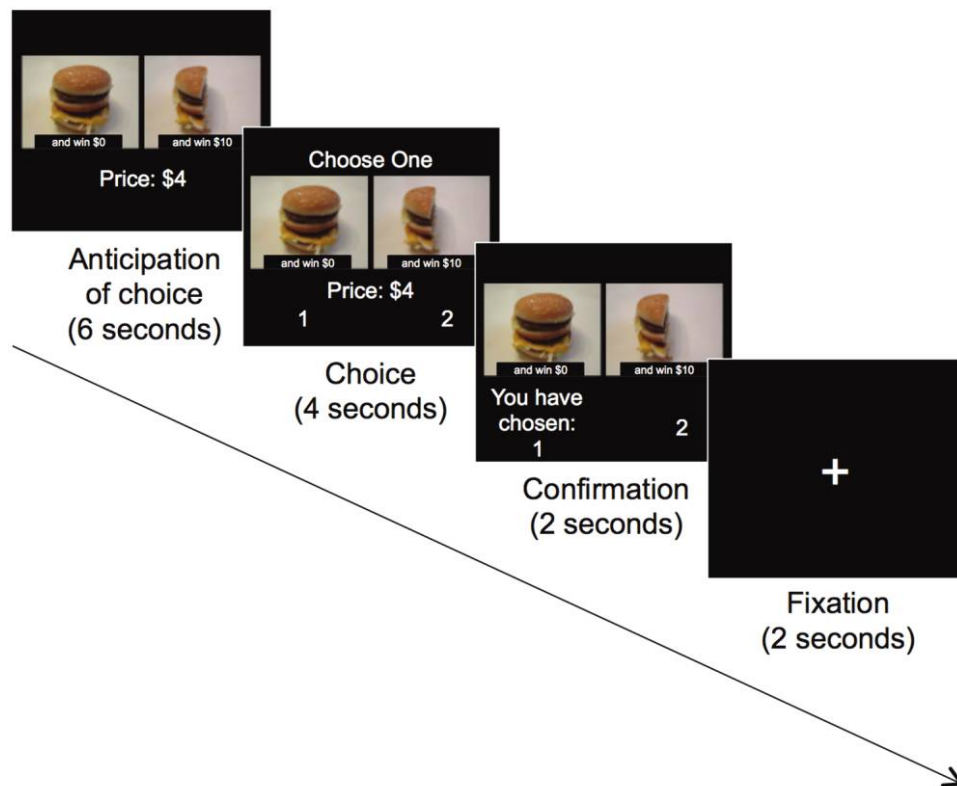 and win $0 and win $10
Price: $4
Anticipation
of choice
(6 seconds)
Choose One
and win $0 and win $10
Price: $4
1 2
Choice
(4 seconds)
and win $0 and win $10
You have
chosen:
1
2
Confirmation
(2 seconds)
+
Fixation
(2 seconds)